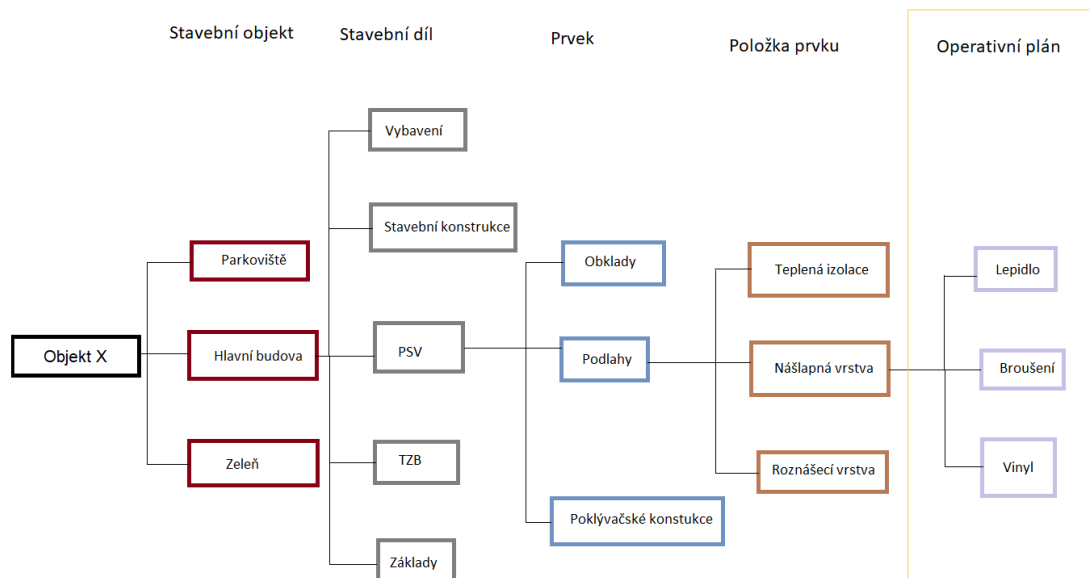 Stavební objekt
Stavební díl
Prvek
Položka prvku
Operativní plán
Vybavení
Stavební konstrukce
Parkoviště
Obklady
Teplená izolace
Lepidlo
Objekt X
Hlavní budova
PSV
Podlahy
Nášlapná vrstva
Broušení
Zeleň
TZB
Roznášecí vrstva
Vinyl
Poklývačské konstukce
Základy